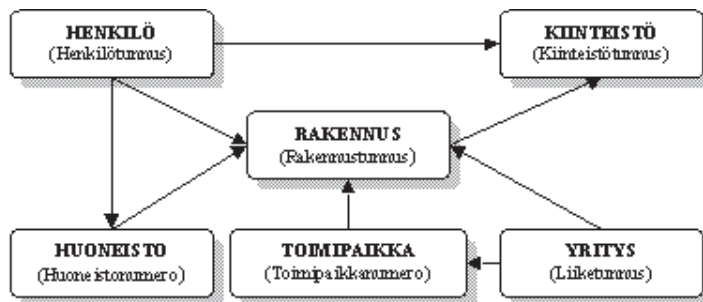 HENKILÖ
(Henkilötunnus)
KIINTEISTÖ
(Kiinteistötunnus)
RAKENNUS
(Rakennustunnus)
HUONEISTO
(Huoneistonumero)
TOIMIPAIKKA
(Toimipaikkanumero)
YRITYS
(Liiketunnus)